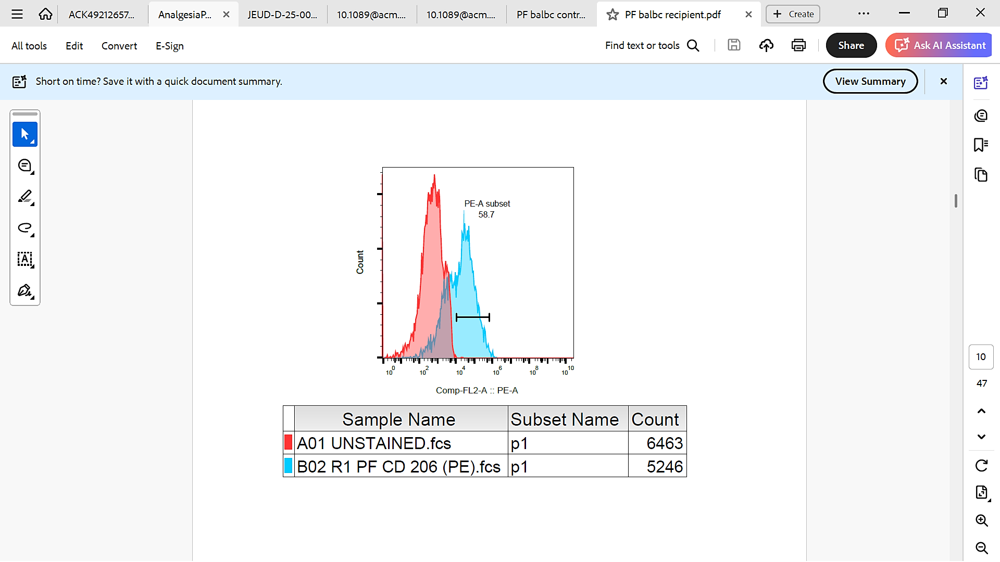 ACK49212657...
AnalgesiaP...
JEUD-D-25-00...
10.1089@acm....
10.1089@acm....
PF balbc contr...
PF balbc recipient.pdf
Create
All tools
Edit
Convert
E-Sign
Find text or tools
Share
Ask AI Assistant
Short on time? Save it with a quick document summary.
View Summary
PE-A subset
58.7
Count
10^0 10^2 10^4 10^6 10^8 10^10
Comp-FL2-A :: PE-A
Sample Name Subset Name Count
A01 UNSTAINED.fcs p1 6463
B02 R1 PF CD 206 (PE).fcs p1 5246
10
47